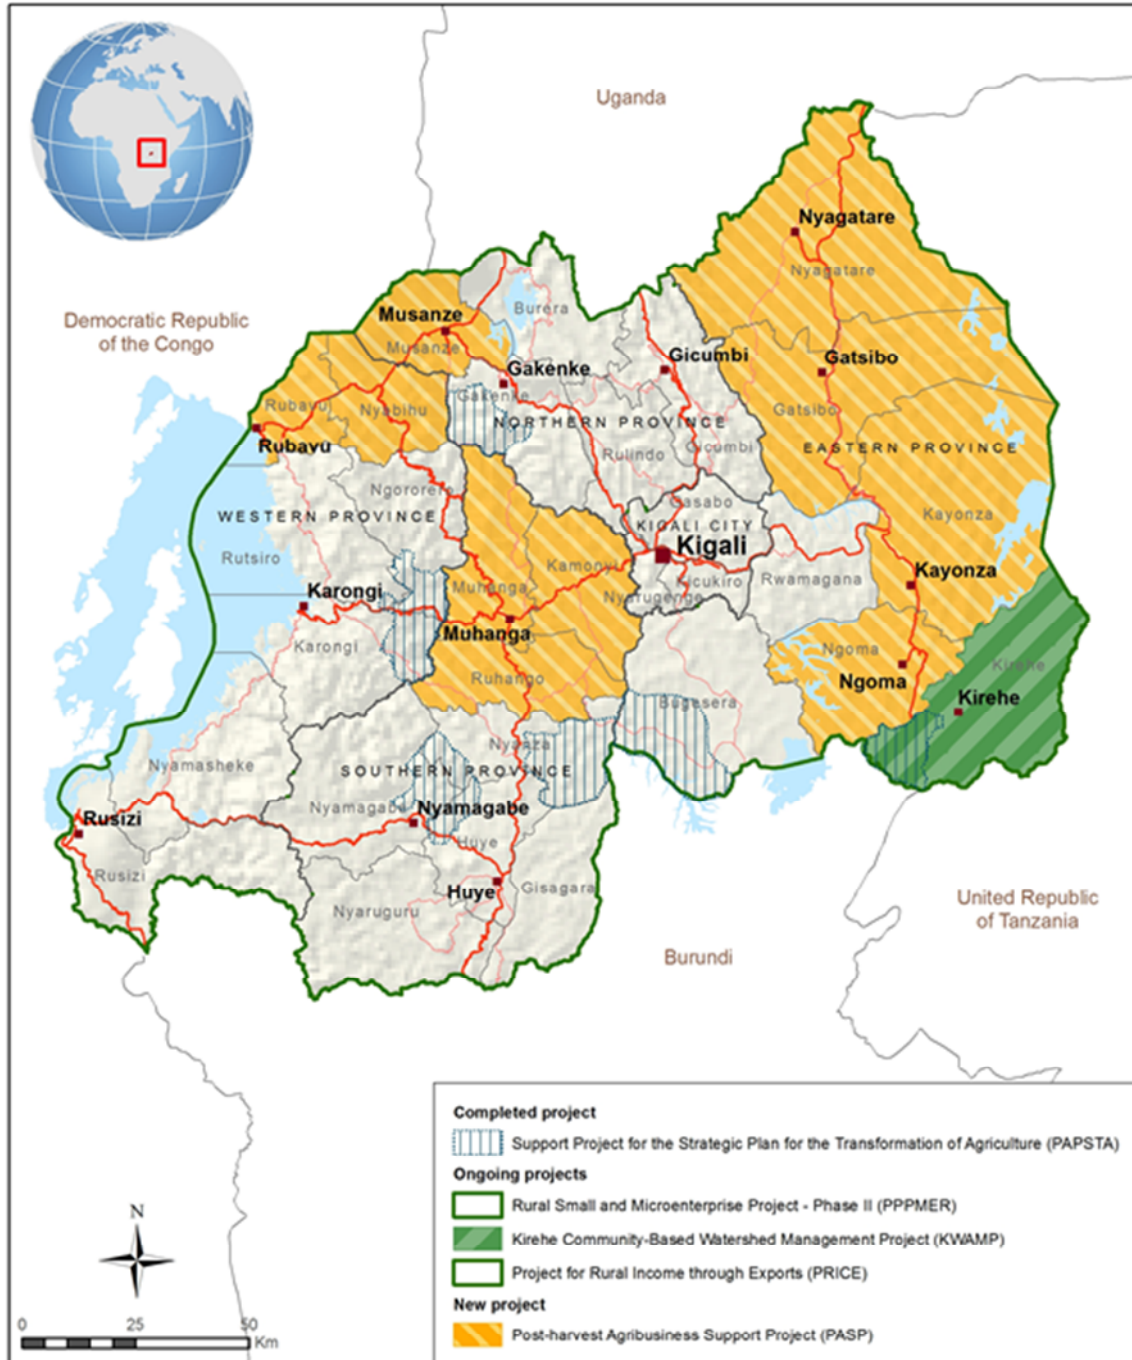 Uganda
Democratic Republic
of the Congo
Nyagatare
Nyagatare
Musanze
Musanze
Burera
Gicumbi
Gatsibo
Gakenke
Gakenke
Rubavu
Nyabihu
Rubavu
NORTHERN PROVINCE
Gatsibo
EASTERN PROVINCE
Rulindo
Gicumbi
Ngororero
WESTERN PROVINCE
Gasabo
KIGALI CITY
Kayonza
Kigali
Rutsiro
Kamonyi
Kayonza
Karongi
Muhanga
Kicukiro
Rwamagana
Nyarugenge
Muhanga
Karongi
Ngoma
Kirehe
Ruhango
Ngoma
Bugesera
Kirehe
Nyanza
Nyamasheke
SOUTHERN PROVINCE
Nyamagabe
Nyamagabe
Rusizi
Huye
Rusizi
Huye
Gisagara
Nyaruguru
United Republic
of Tanzania
Burundi
Completed project
Support Project for the Strategic Plan for the Transformation of Agriculture (PAPSTA)
Ongoing projects
Rural Small and Microenterprise Project - Phase II (PPPMER)
Kirehe Community-Based Watershed Management Project (KWAMP)
Project for Rural Income through Exports (PRICE)
New project
Post-harvest Agribusiness Support Project (PASP)
N
0 25 50
Km